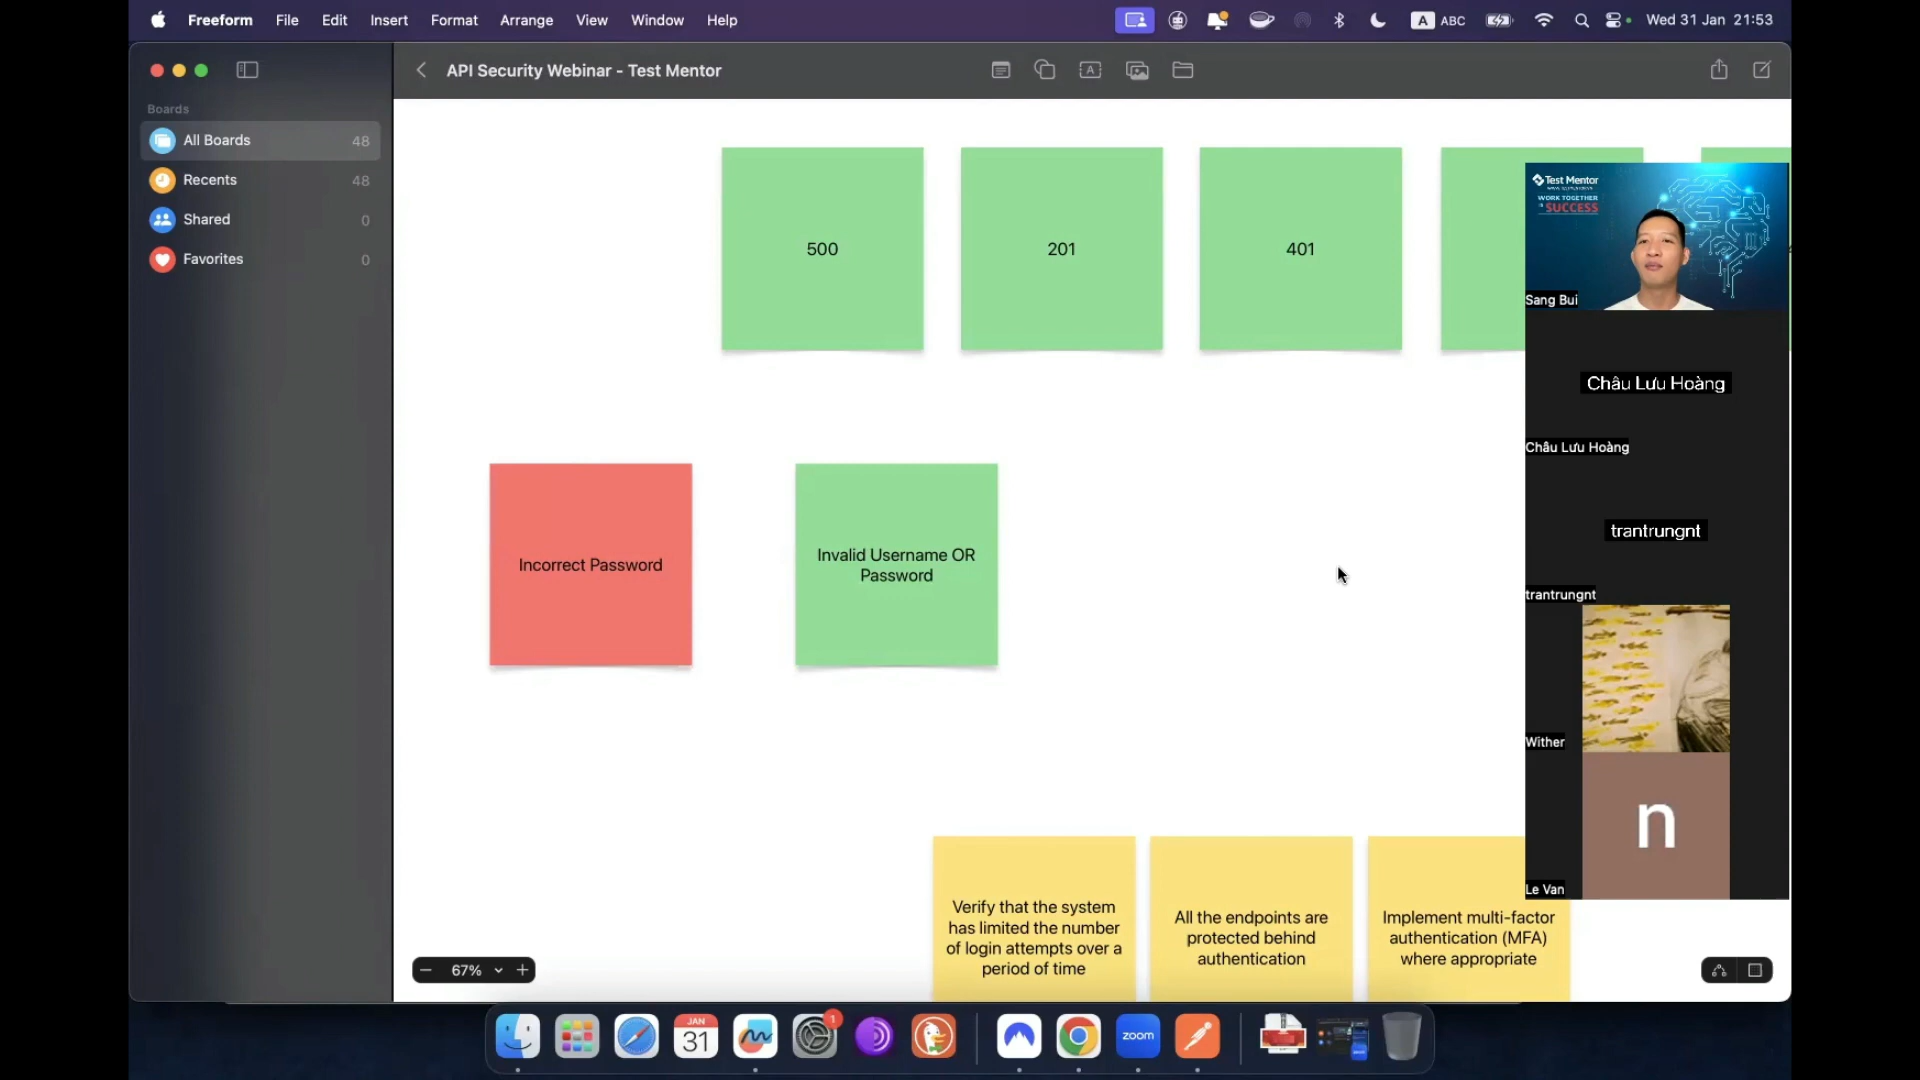 Freeform File Edit Insert Format Arrange View Window Help
A ABC
Wed 31 Jan 21:53
API Security Webinar - Test Mentor
Boards
All Boards 48
Recents 48
Shared 0
Favorites 0
500
201
401
Test Mentor
WORK TOGETHER
SUCCESS
Sang Bui
Châu Lưu Hoàng
Châu Lưu Hoàng
trantrungnt
trantrungnt
Wither
n
Le Van
Incorrect Password
Invalid Username OR
Password
Verify that the system
has limited the number
of login attempts over a
period of time
All the endpoints are
protected behind
authentication
Implement multi-factor
authentication (MFA)
where appropriate
67%
JAN
31
1
zoom